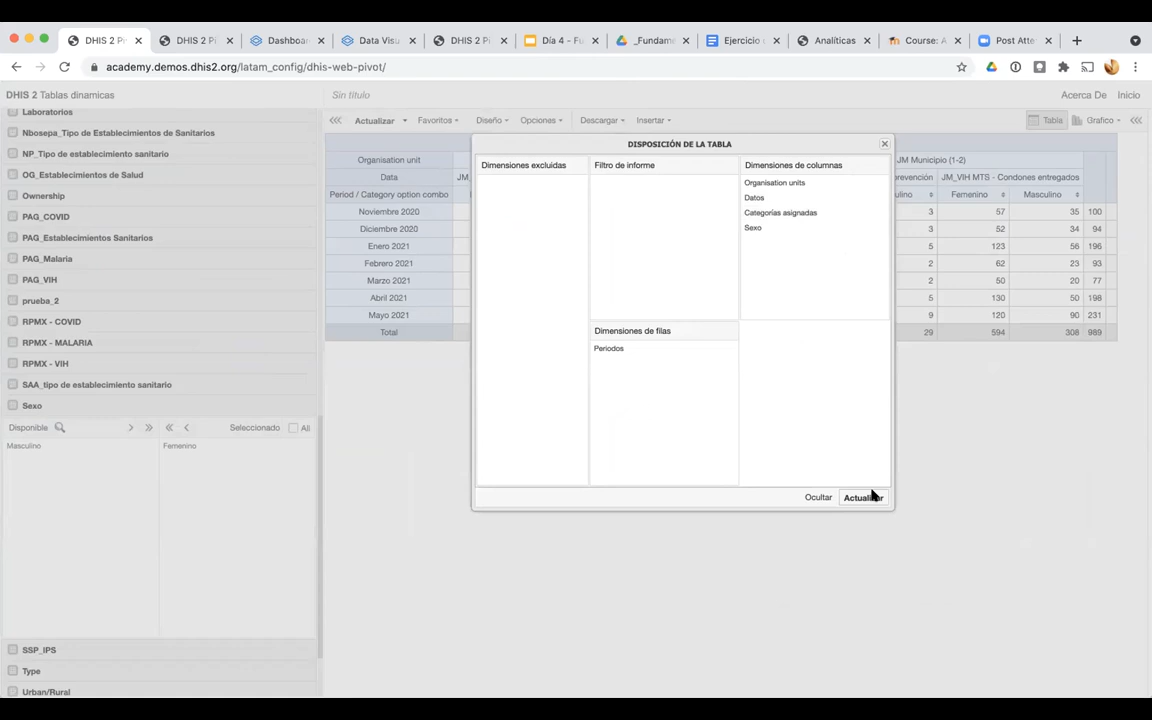 DHIS 2 Pi
DHIS 2 Pi
Dashboar
Data Visu
DHIS 2 Pi
Día 4 - Fu
_Fundame
Ejercicio
Analíticas
Course: A
Post Atte
academy.demos.dhis2.org/latam_config/dhis-web-pivot/
DHIS 2 Tablas dinamicas
Sin título
Acerca De Inicio
Actualizar Favoritos Diseño Opciones Descargar Insertar Tabla Grafico
Laboratorios
Nbosepa_Tipo de Establecimientos de Sanitarios
NP_Tipo de establecimiento sanitario
OG_Establecimientos de Salud
Ownership
PAG_COVID
PAG_Establecimientos Sanitarios
PAG_Malaria
PAG_VIH
prueba_2
RPMX - COVID
RPMX - MALARIA
RPMX - VIH
SAA_tipo de establecimiento sanitario
Sexo
Disponible Seleccionado All
Masculino Femenino
SSP_IPS
Type
Urban/Rural
Organisation unit JM Municipio (1-2)
Data JM_ revención JM_VIH MTS - Condones entregados
Period / Category option combo ulino Femenino Masculino
Noviembre 2020 3 57 35 100
Diciembre 2020 3 52 34 94
Enero 2021 5 123 56 196
Febrero 2021 2 62 23 93
Marzo 2021 2 50 20 77
Abril 2021 5 130 50 198
Mayo 2021 9 120 90 231
Total 29 594 308 989
DISPOSICIÓN DE LA TABLA
Dimensiones excluidas Filtro de informe Dimensiones de columnas
Organisation units
Datos
Categorías asignadas
Sexo
Dimensiones de filas
Periodos
Ocultar Actualizar